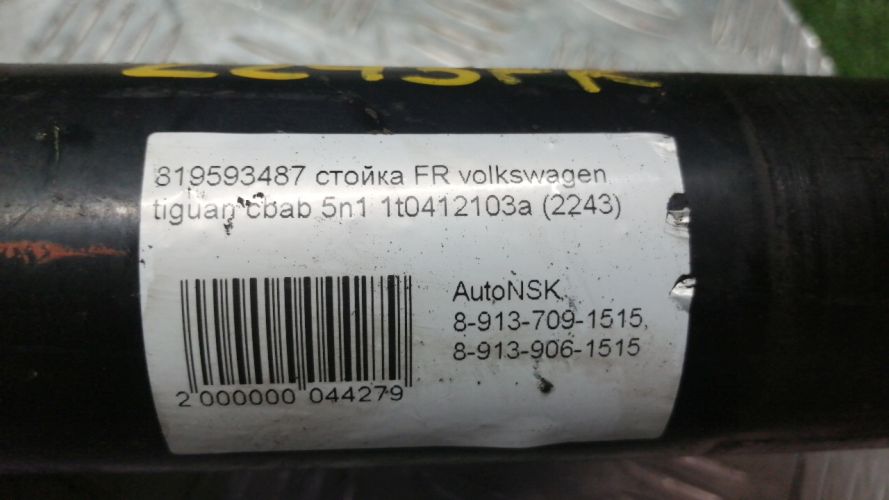 2243FR
819593487 стойка FR volkswagen
tiguan cbab 5n1 1t0412103a (2243)
AutoNSK,
8-913-709-1515,
8-913-906-1515
2 000000 044279